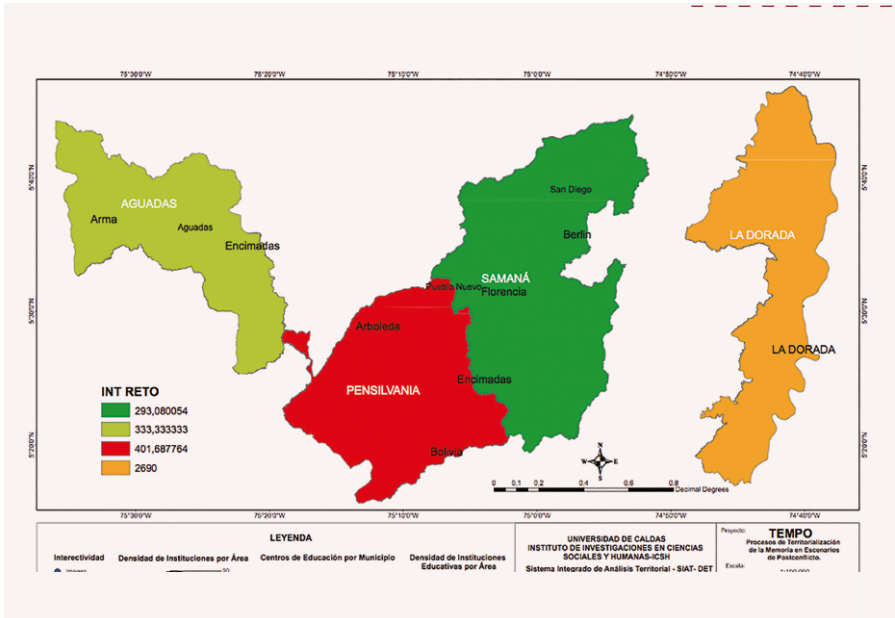 75°30'0"W 75°20'0"W 75°10'0"W 75°0'0"W 74°50'0"W 74°40'0"W
5°40'0"N
5°40'0"N
San Diego
AGUADAS
Arma
Aguadas
Encimadas
Berlín
LA DORADA
SAMANÁ
Pueblo Nuevo
Florencia
5°30'0"N
5°30'0"N
Arboleda
LA DORADA
Encimadas
PENSILVANIA
INT RETO
293,080054
333,333333
401,687764
2690
5°20'0"N
5°20'0"N
Bolivia
N
W E
S
0 0.1 0.2 0.4 0.6 0.8
Decimal Degrees
75°30'0"W 75°20'0"W 75°10'0"W 75°0'0"W 74°50'0"W 74°40'0"W
LEYENDA
Interectividad
Densidad de Instituciones por Área
Centros de Educación por Municipio
Densidad de Instituciones
Educativas por Área
UNIVERSIDAD DE CALDAS
INSTITUTO DE INVESTIGACIONES EN CIENCIAS
SOCIALES Y HUMANAS-ICSH
Sistema Integrado de Análisis Territorial - SIAT- DET
Proyecto:
TEMPO
Procesos de Territorialización
de la Memoria en Escenarios
de Postconflicto.
Escala: